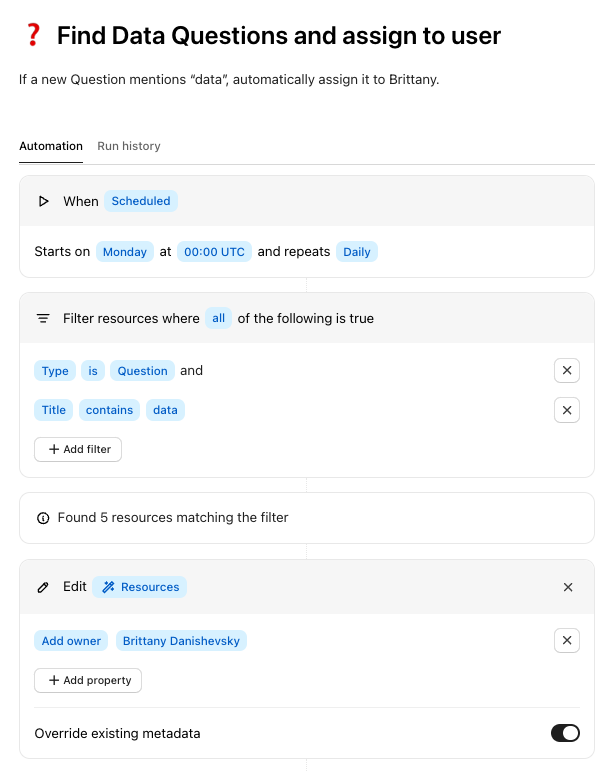 ❓ Find Data Questions and assign to user
If a new Question mentions “data”, automatically assign it to Brittany.
Automation Run history
When Scheduled
Starts on Monday at 00:00 UTC and repeats Daily
Filter resources where all of the following is true
Type is Question and
Title contains data
+ Add filter
Found 5 resources matching the filter
Edit Resources
Add owner Brittany Danishevsky
+ Add property
Override existing metadata